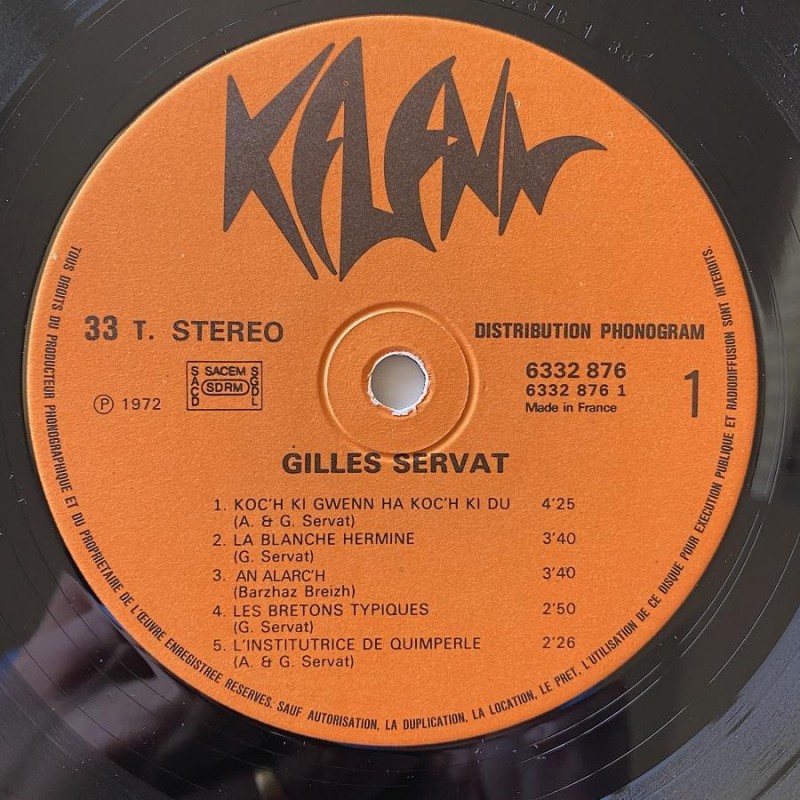 KALENN
33 T. STEREO
DISTRIBUTION PHONOGRAM
6332 876
6332 876 1
Made in France
1
℗ 1972
SACD SACEM SDRM SGDL
GILLES SERVAT
1. KOC'H KI GWENN HA KOC'H KI DU 4'25
(A. & G. Servat)
2. LA BLANCHE HERMINE 3'40
(G. Servat)
3. AN ALARC'H 3'40
(Barzhaz Breizh)
4. LES BRETONS TYPIQUES 2'50
(G. Servat)
5. L'INSTITUTRICE DE QUIMPERLE 2'26
(A. & G. Servat)
TOUS DROITS DU PRODUCTEUR PHONOGRAPHIQUE ET DU PROPRIETAIRE DE L'ŒUVRE ENREGISTREE RESERVES. SAUF AUTORISATION, LA DUPLICATION, LA LOCATION, LE PRET, L'UTILISATION DE CE DISQUE POUR EXECUTION PUBLIQUE ET RADIODIFFUSION SONT INTERDITS.